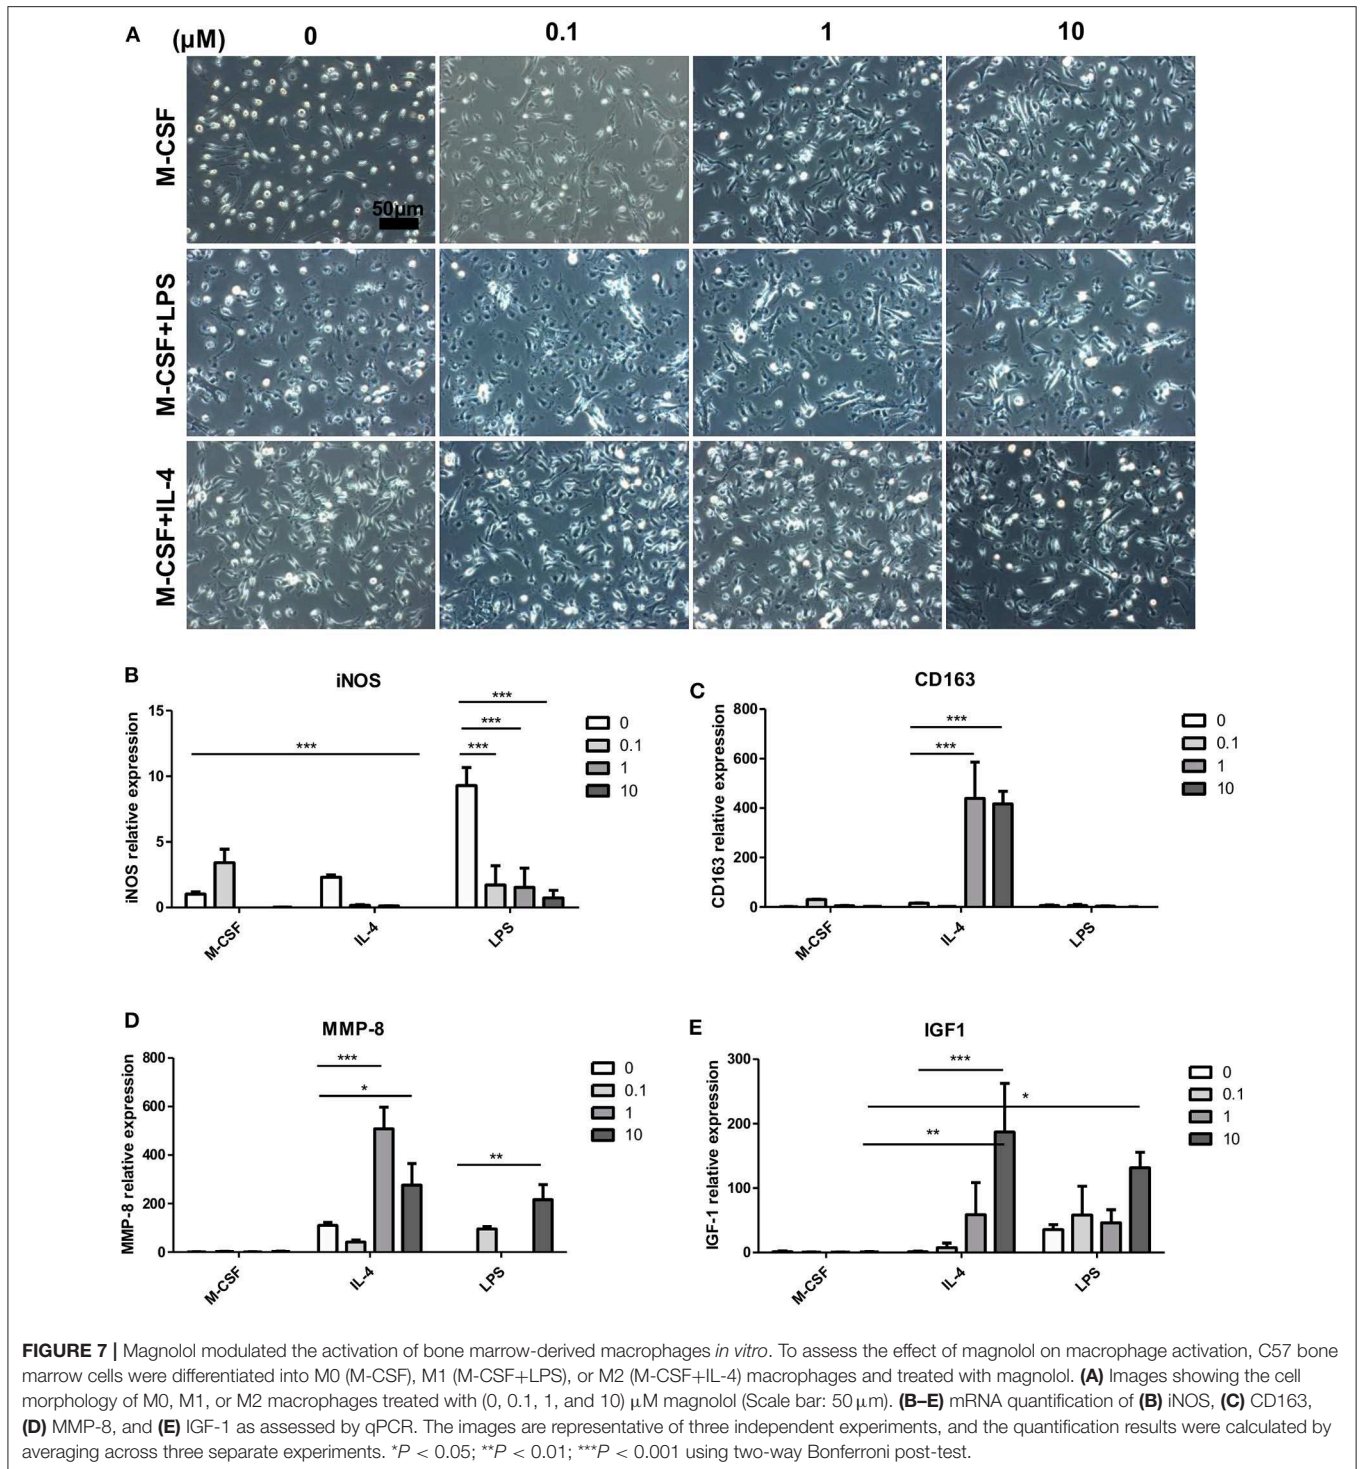 A (µM) 0 0.1 1 10
M-CSF
50µm
M-CSF+LPS
M-CSF+IL-4
B
iNOS
iNOS relative expression
15
10
5
0
***
***
***
***
0
0.1
1
10
M-CSF
IL-4
LPS
C
CD163
CD163 relative expression
800
600
400
200
0
***
***
0
0.1
1
10
M-CSF
IL-4
LPS
D
MMP-8
MMP-8 relative expression
800
600
400
200
0
***
*
**
0
0.1
1
10
M-CSF
IL-4
LPS
E
IGF1
IGF-1 relative expression
300
200
100
0
***
*
**
0
0.1
1
10
M-CSF
IL-4
LPS
FIGURE 7 | Magnolol modulated the activation of bone marrow-derived macrophages in vitro. To assess the effect of magnolol on macrophage activation, C57 bone
marrow cells were differentiated into M0 (M-CSF), M1 (M-CSF+LPS), or M2 (M-CSF+IL-4) macrophages and treated with magnolol. (A) Images showing the cell
morphology of M0, M1, or M2 macrophages treated with (0, 0.1, 1, and 10) µM magnolol (Scale bar: 50 µm). (B–E) mRNA quantification of (B) iNOS, (C) CD163,
(D) MMP-8, and (E) IGF-1 as assessed by qPCR. The images are representative of three independent experiments, and the quantification results were calculated by
averaging across three separate experiments. *P < 0.05; **P < 0.01; ***P < 0.001 using two-way Bonferroni post-test.